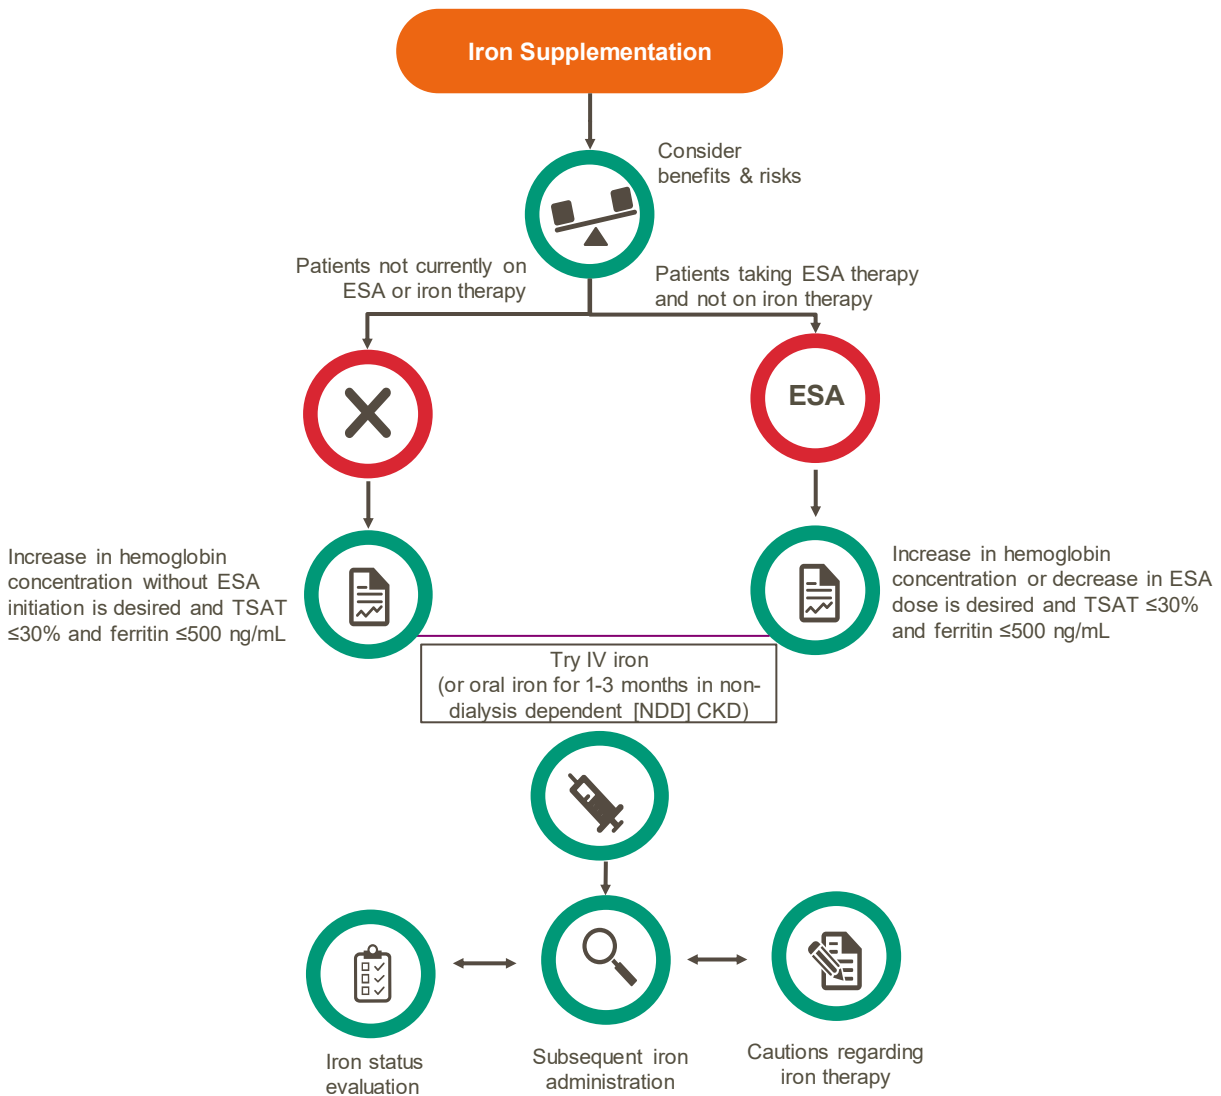 Iron Supplementation
Consider
benefits & risks
Patients not currently on
ESA or iron therapy
Patients taking ESA therapy
and not on iron therapy
ESA
Increase in hemoglobin
concentration without ESA
initiation is desired and TSAT
≤30% and ferritin ≤500 ng/mL
Increase in hemoglobin
concentration or decrease in ESA
dose is desired and TSAT ≤30%
and ferritin ≤500 ng/mL
Try IV iron
(or oral iron for 1-3 months in non-
dialysis dependent [NDD] CKD)
Iron status
evaluation
Subsequent iron
administration
Cautions regarding
iron therapy